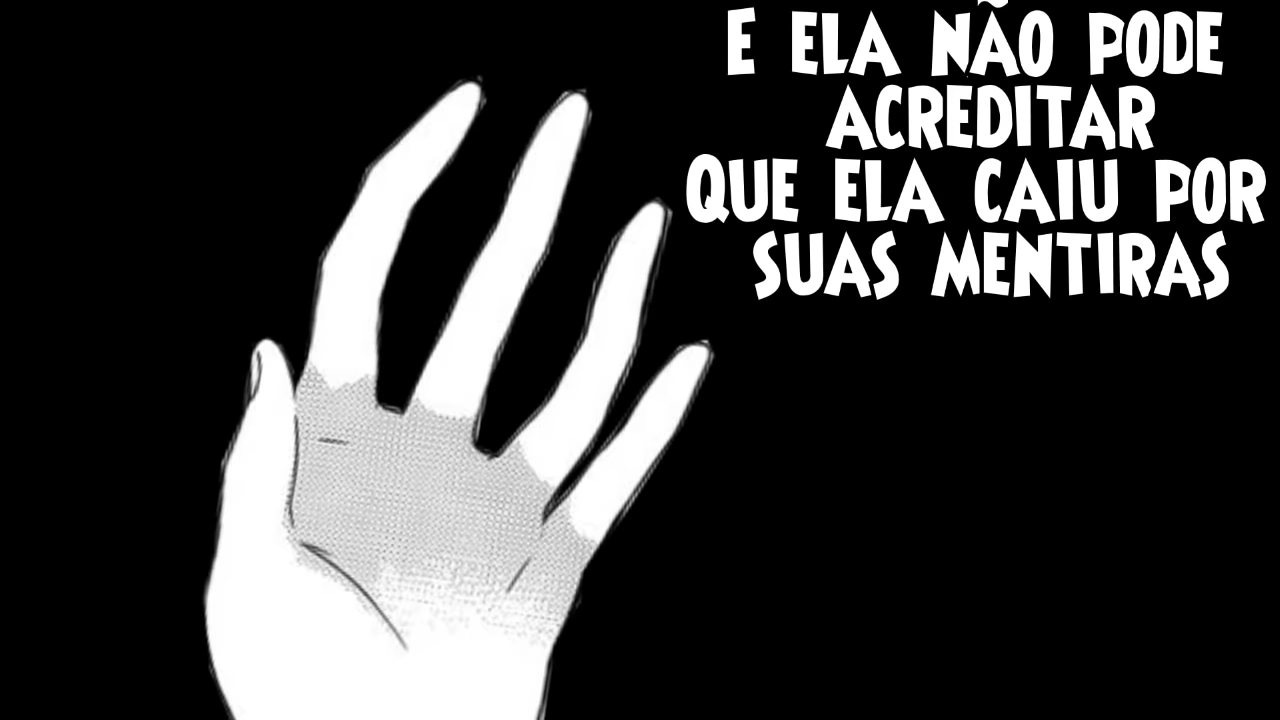 E ELA NÃO PODE
ACREDITAR
QUE ELA CAIU POR
SUAS MENTIRAS